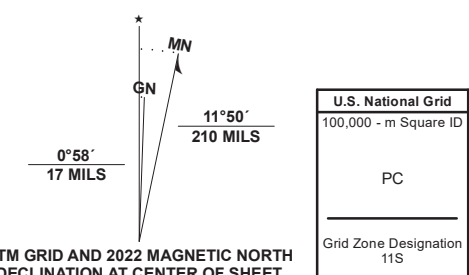 ★
MN
GN
11°50´
210 MILS
0°58´
17 MILS
TM GRID AND 2022 MAGNETIC NORTH
DECLINATION AT CENTER OF SHEET
U.S. National Grid
100,000 - m Square ID
PC
Grid Zone Designation
11S